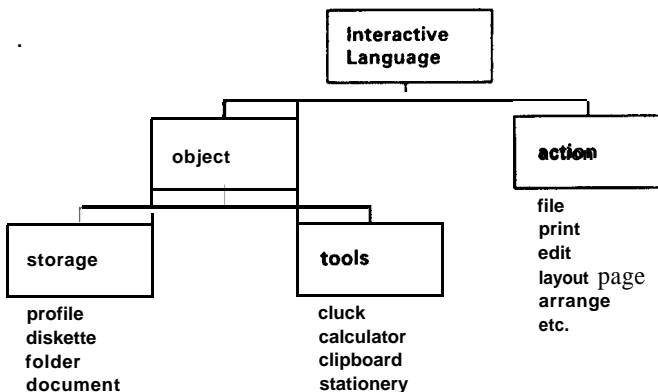 Interactive
Language
object
action
file
print
edit
layout page
arrange
etc.
storage
profile
diskette
folder
document
tools
cluck
calculator
clipboard
stationery